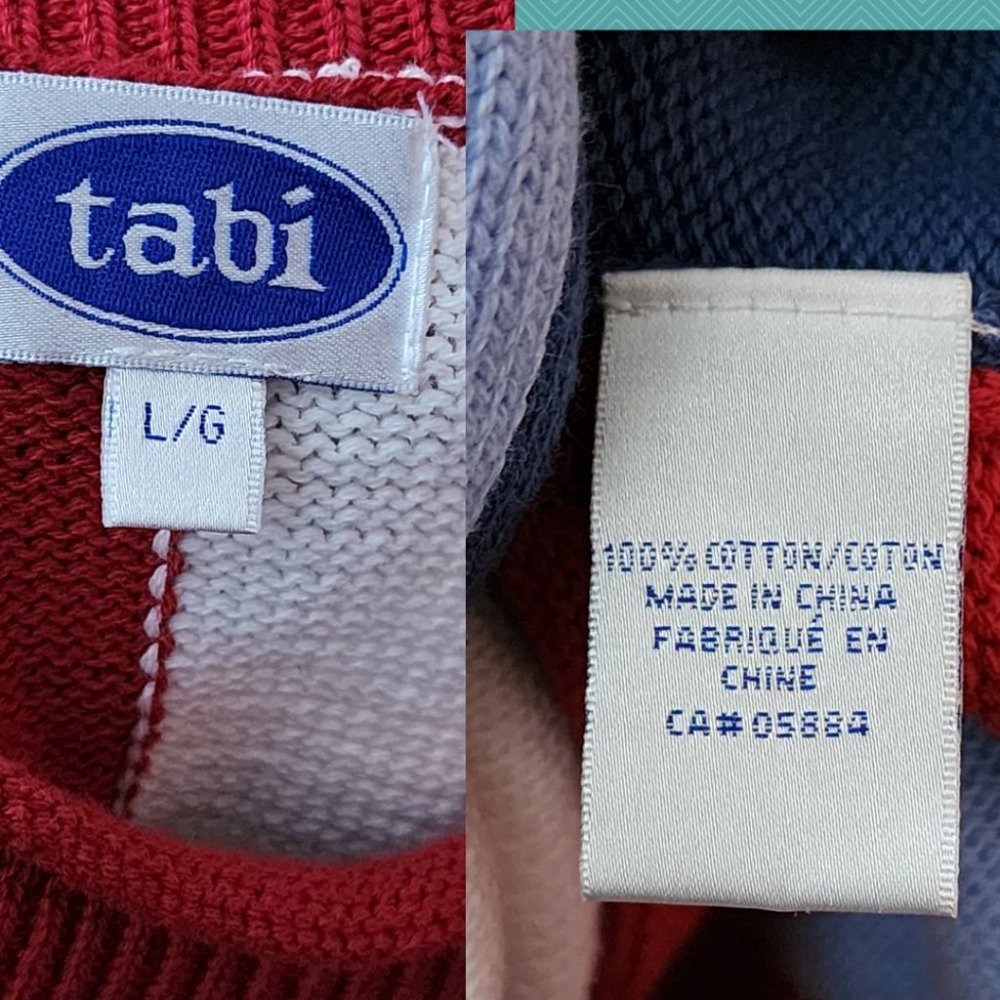 tabi
L/G
100% COTTON/COTON
MADE IN CHINA
FABRIQUÉ EN
CHINE
CA# 05884